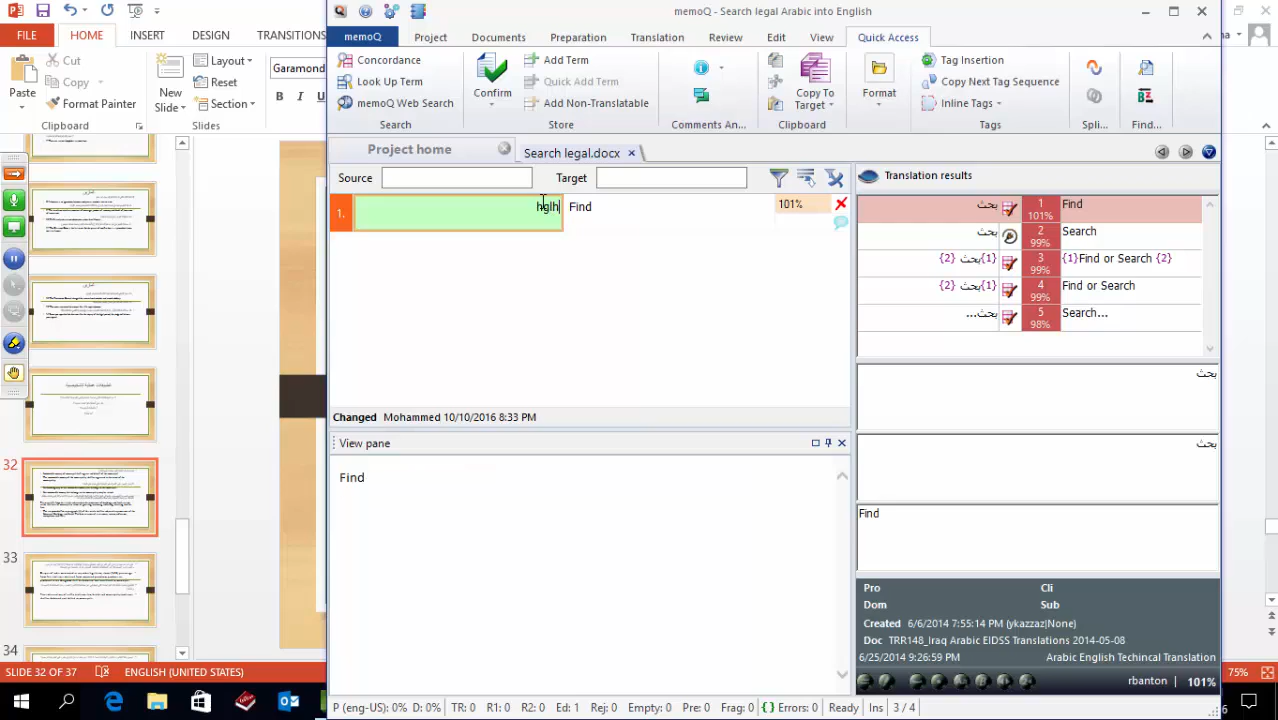 memoQ - Search legal Arabic into English
FILE
HOME
INSERT
DESIGN
TRANSITIONS
memoQ
Project
Documents
Preparation
Translation
Review
Edit
View
Quick Access
Cut
Copy
Paste
Format Painter
Clipboard
New
Slide
Layout
Reset
Section
Slides
Garamond
B I U
Concordance
Look Up Term
memoQ Web Search
Search
Confirm
Add Term
Quick Add Term
Add Non-Translatable
Store
Comments An...
Copy To
Target
Clipboard
Format
Tag Insertion
Copy Next Tag Sequence
Inline Tags
Tags
Spli...
Find...
Project home
Search legal.docx
Source
Target
1.
Find
101%
Changed Mohammed 10/10/2016 8:33 PM
View pane
Find
Translation results
بحث 1 Find
101%
بحث 2 Search
99%
{1}بحث {2} 3 {1}Find or Search {2}
99%
{1}بحث {2} 4 Find or Search
99%
بحث... 5 Search...
98%
بحث
بحث
Find
Pro
Cli
Dom
Sub
Created 6/6/2014 7:55:14 PM (ykazzaz|None)
Doc TRR148_Iraq Arabic EIDSS Translations 2014-05-08
6/25/2014 9:26:59 PM Arabic English Techincal Translation
rbanton 101%
32
33
34
SLIDE 32 OF 37
ENGLISH (UNITED STATES)
75%
P (eng-US): 0% D: 0% TR: 0 R1: 0 R2: 0 Ed: 1 Rej: 0 Empty: 0 Pre: 0 Frag: 0 Errors: 0 Ready Ins 3 / 4